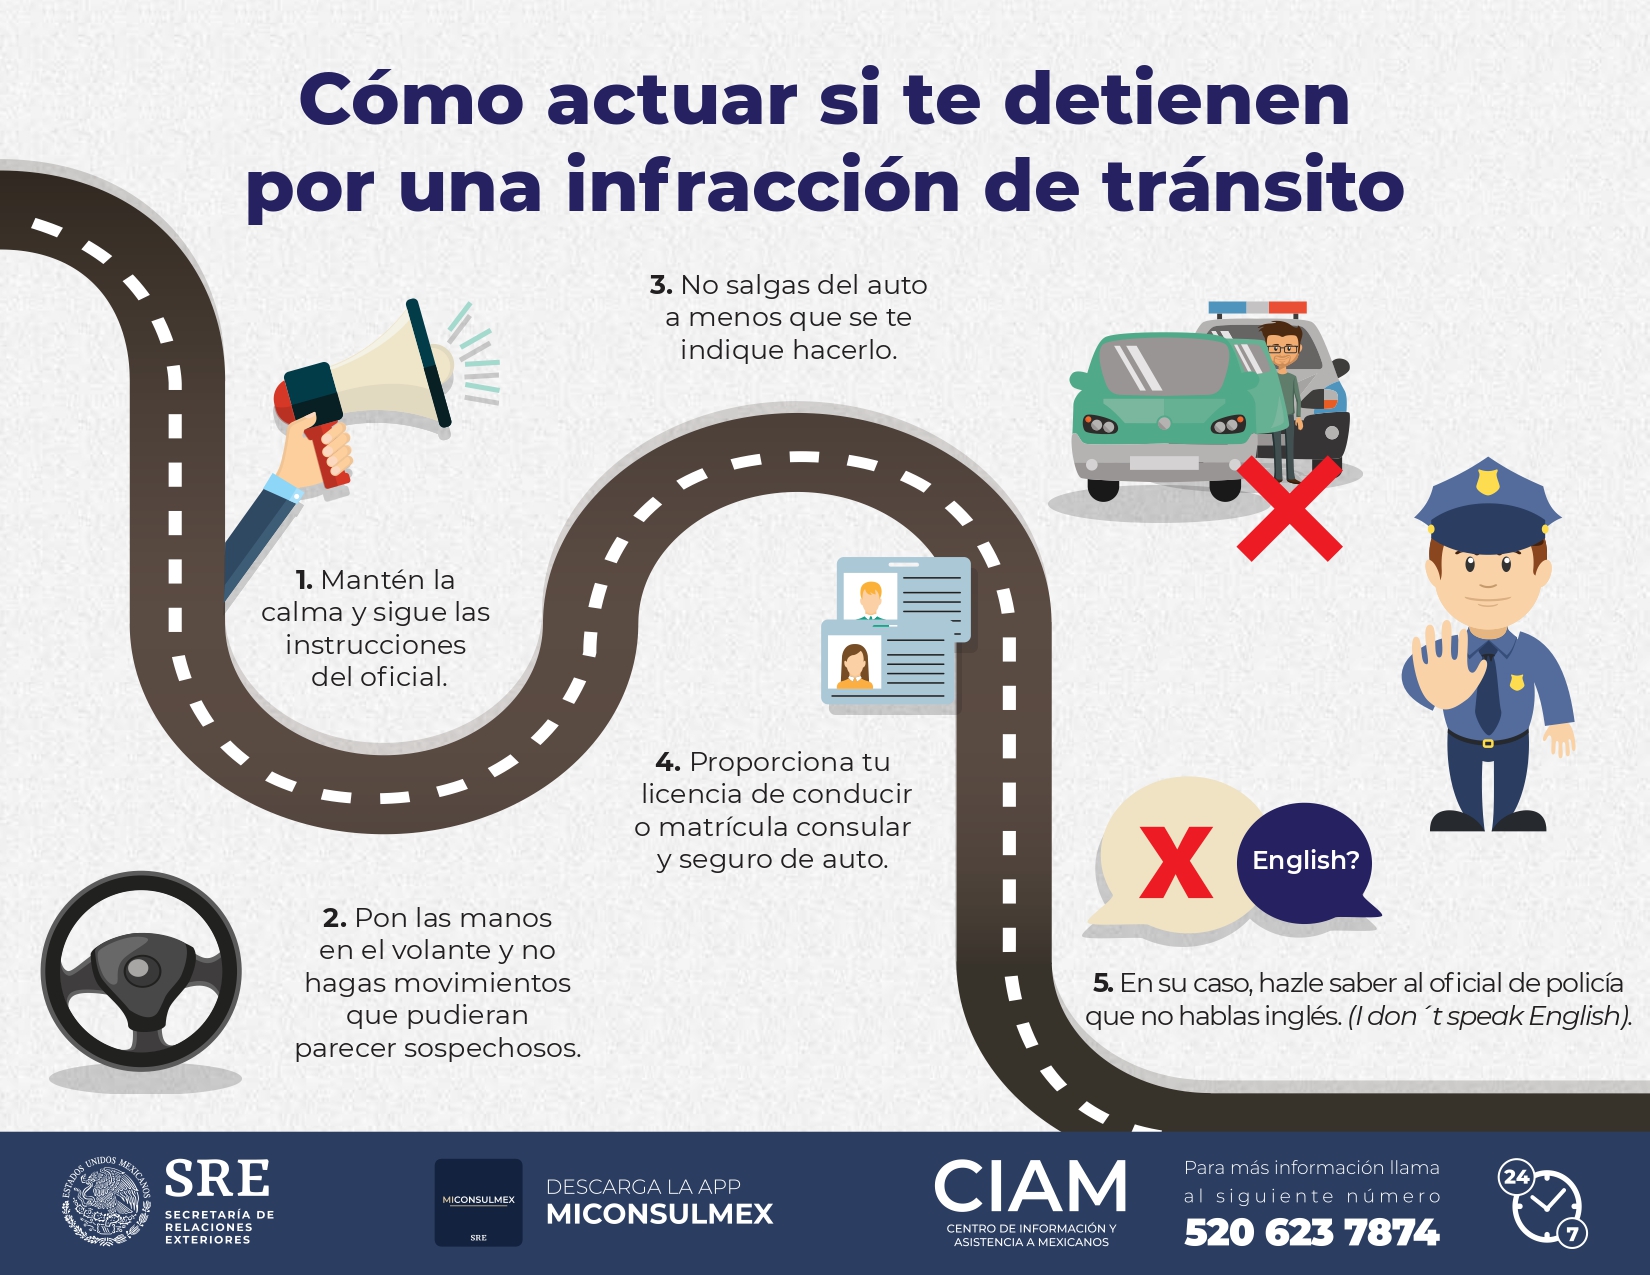 Cómo actuar si te detienen
por una infracción de tránsito
1. Mantén la
calma y sigue las
instrucciones
del oficial.
2. Pon las manos
en el volante y no
hagas movimientos
que pudieran
parecer sospechosos.
3. No salgas del auto
a menos que se te
indique hacerlo.
4. Proporciona tu
licencia de conducir
o matrícula consular
y seguro de auto.
X
English?
5. En su caso, hazle saber al oficial de policía
que no hablas inglés. (I don´t speak English).
ESTADOS UNIDOS MEXICANOS
SRE
SECRETARÍA DE
RELACIONES
EXTERIORES
MICONSULMEX
SRE
DESCARGA LA APP
MICONSULMEX
CIAM
CENTRO DE INFORMACIÓN Y
ASISTENCIA A MEXICANOS
Para más información llama
al siguiente número
520 623 7874
24
7